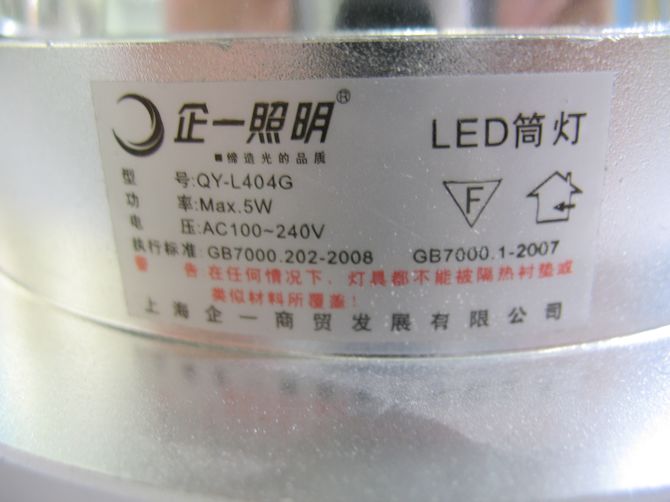 企一照明®
LED筒灯
■缔造光的品质
型 号:QY-L404G
功 率:Max.5W
电 压:AC100~240V
F
执行标准:GB7000.202-2008 GB7000.1-2007
警 告:在任何情况下,灯具都不能被隔热衬垫或
类似材料所覆盖!
上海企一商贸发展有限公司